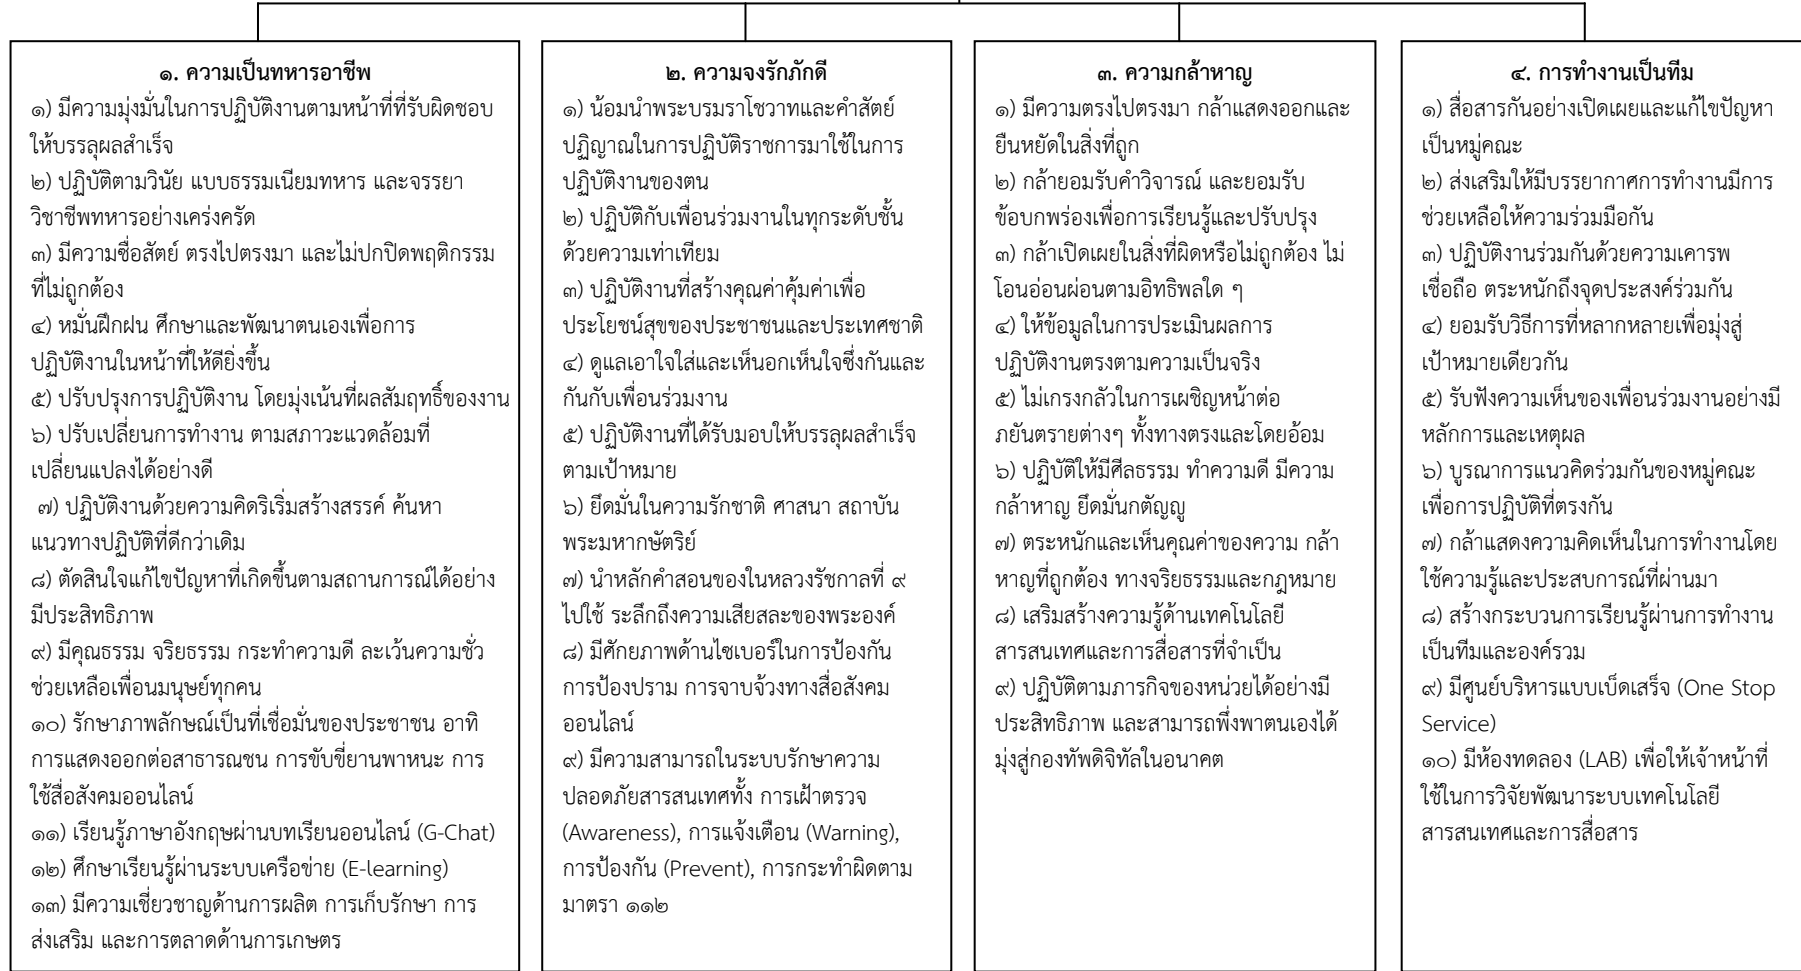 ๑. ความเป็นทหารอาชีพ
๑) มีความมุ่งมั่นในการปฏิบัติงานตามหน้าที่ที่รับผิดชอบ
ให้บรรลุผลสำเร็จ
๒) ปฏิบัติตามวินัย แบบธรรมเนียมทหาร และจรรยา
วิชาชีพทหารอย่างเคร่งครัด
๓) มีความซื่อสัตย์ ตรงไปตรงมา และไม่ปกปิดพฤติกรรม
ที่ไม่ถูกต้อง
๔) หมั่นฝึกฝน ศึกษาและพัฒนาตนเองเพื่อการ
ปฏิบัติงานในหน้าที่ให้ดียิ่งขึ้น
๕) ปรับปรุงการปฏิบัติงาน โดยมุ่งเน้นที่ผลสัมฤทธิ์ของงาน
๖) ปรับเปลี่ยนการทำงาน ตามสภาวะแวดล้อมที่
เปลี่ยนแปลงได้อย่างดี
๗) ปฏิบัติงานด้วยความคิดริเริ่มสร้างสรรค์ ค้นหา
แนวทางปฏิบัติที่ดีกว่าเดิม
๘) ตัดสินใจแก้ไขปัญหาที่เกิดขึ้นตามสถานการณ์ได้อย่าง
มีประสิทธิภาพ
๙) มีคุณธรรม จริยธรรม กระทำความดี ละเว้นความชั่ว
ช่วยเหลือเพื่อนมนุษย์ทุกคน
๑๐) รักษาภาพลักษณ์เป็นที่เชื่อมั่นของประชาชน อาทิ
การแสดงออกต่อสาธารณชน การขับขี่ยานพาหนะ การ
ใช้สื่อสังคมออนไลน์
๑๑) เรียนรู้ภาษาอังกฤษผ่านบทเรียนออนไลน์ (G-Chat)
๑๒) ศึกษาเรียนรู้ผ่านระบบเครือข่าย (E-learning)
๑๓) มีความเชี่ยวชาญด้านการผลิต การเก็บรักษา การ
ส่งเสริม และการตลาดด้านการเกษตร
๒. ความจงรักภักดี
๑) น้อมนำพระบรมราโชวาทและคำสัตย์
ปฏิญาณในการปฏิบัติราชการมาใช้ในการ
ปฏิบัติงานของตน
๒) ปฏิบัติกับเพื่อนร่วมงานในทุกระดับชั้น
ด้วยความเท่าเทียม
๓) ปฏิบัติงานที่สร้างคุณค่าคุ้มค่าเพื่อ
ประโยชน์สุขของประชาชนและประเทศชาติ
๔) ดูแลเอาใจใส่และเห็นอกเห็นใจซึ่งกันและ
กันกับเพื่อนร่วมงาน
๕) ปฏิบัติงานที่ได้รับมอบให้บรรลุผลสำเร็จ
ตามเป้าหมาย
๖) ยึดมั่นในความรักชาติ ศาสนา สถาบัน
พระมหากษัตริย์
๗) นำหลักคำสอนของในหลวงรัชกาลที่ ๙
ไปใช้ ระลึกถึงความเสียสละของพระองค์
๘) มีศักยภาพด้านไซเบอร์ในการป้องกัน
การป้องปราม การจาบจ้วงทางสื่อสังคม
ออนไลน์
๙) มีความสามารถในระบบรักษาความ
ปลอดภัยสารสนเทศทั้ง การเฝ้าตรวจ
(Awareness), การแจ้งเตือน (Warning),
การป้องกัน (Prevent), การกระทำผิดตาม
มาตรา ๑๑๒
๓. ความกล้าหาญ
๑) มีความตรงไปตรงมา กล้าแสดงออกและ
ยืนหยัดในสิ่งที่ถูก
๒) กล้ายอมรับคำวิจารณ์ และยอมรับ
ข้อบกพร่องเพื่อการเรียนรู้และปรับปรุง
๓) กล้าเปิดเผยในสิ่งที่ผิดหรือไม่ถูกต้อง ไม่
โอนอ่อนผ่อนตามอิทธิพลใด ๆ
๔) ให้ข้อมูลในการประเมินผลการ
ปฏิบัติงานตรงตามความเป็นจริง
๕) ไม่เกรงกลัวในการเผชิญหน้าต่อ
ภยันตรายต่างๆ ทั้งทางตรงและโดยอ้อม
๖) ปฏิบัติให้มีศีลธรรม ทำความดี มีความ
กล้าหาญ ยึดมั่นกตัญญู
๗) ตระหนักและเห็นคุณค่าของความ กล้า
หาญที่ถูกต้อง ทางจริยธรรมและกฎหมาย
๘) เสริมสร้างความรู้ด้านเทคโนโลยี
สารสนเทศและการสื่อสารที่จำเป็น
๙) ปฏิบัติตามภารกิจของหน่วยได้อย่างมี
ประสิทธิภาพ และสามารถพึ่งพาตนเองได้
มุ่งสู่กองทัพดิจิทัลในอนาคต
๔. การทำงานเป็นทีม
๑) สื่อสารกันอย่างเปิดเผยและแก้ไขปัญหา
เป็นหมู่คณะ
๒) ส่งเสริมให้มีบรรยากาศการทำงานมีการ
ช่วยเหลือให้ความร่วมมือกัน
๓) ปฏิบัติงานร่วมกันด้วยความเคารพ
เชื่อถือ ตระหนักถึงจุดประสงค์ร่วมกัน
๔) ยอมรับวิธีการที่หลากหลายเพื่อมุ่งสู่
เป้าหมายเดียวกัน
๕) รับฟังความเห็นของเพื่อนร่วมงานอย่างมี
หลักการและเหตุผล
๖) บูรณาการแนวคิดร่วมกันของหมู่คณะ
เพื่อการปฏิบัติที่ตรงกัน
๗) กล้าแสดงความคิดเห็นในการทำงานโดย
ใช้ความรู้และประสบการณ์ที่ผ่านมา
๘) สร้างกระบวนการเรียนรู้ผ่านการทำงาน
เป็นทีมและองค์รวม
๙) มีศูนย์บริหารแบบเบ็ดเสร็จ (One Stop
Service)
๑๐) มีห้องทดลอง (LAB) เพื่อให้เจ้าหน้าที่
ใช้ในการวิจัยพัฒนาระบบเทคโนโลยี
สารสนเทศและการสื่อสาร